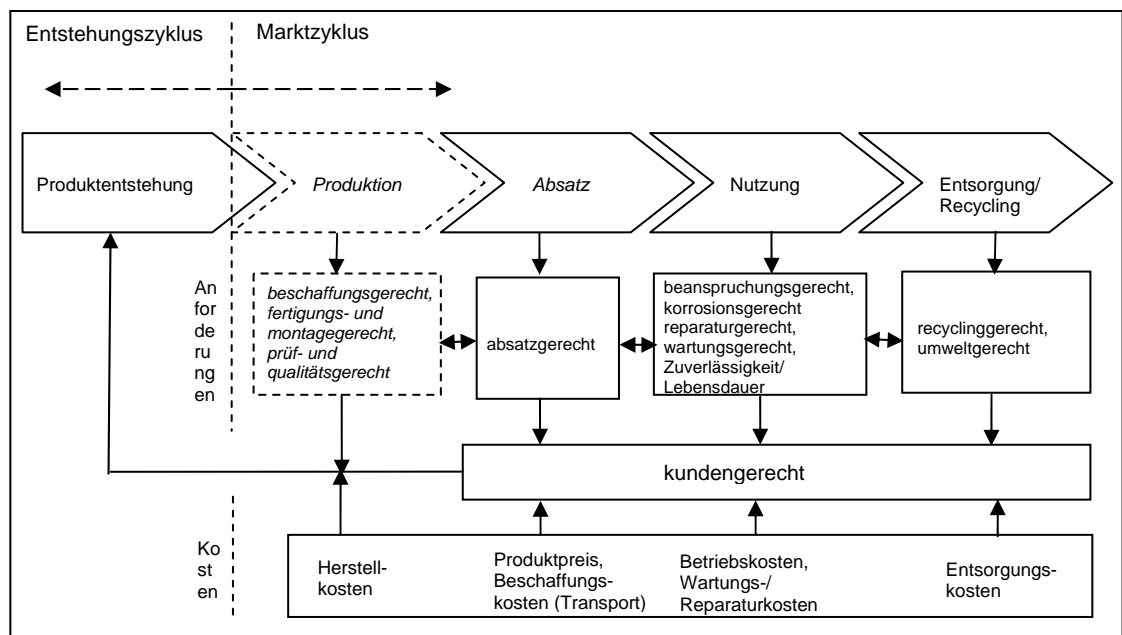 Entstehungszyklus
Marktzyklus
Produktentstehung
Produktion
Absatz
Nutzung
Entsorgung/
Recycling
An
for
de
ru
ng
en
beschaffungsgerecht,
fertigungs- und
montagegerecht,
prüf- und
qualitätsgerecht
absatzgerecht
beanspruchungsgerecht,
korrosionsgerecht
reparaturgerecht,
wartungsgerecht,
Zuverlässigkeit/
Lebensdauer
recyclinggerecht,
umweltgerecht
kundengerecht
Ko
st
en
Herstell-
kosten
Produktpreis,
Beschaffungs-
kosten (Transport)
Betriebskosten,
Wartungs-/
Reparaturkosten
Entsorgungs-
kosten